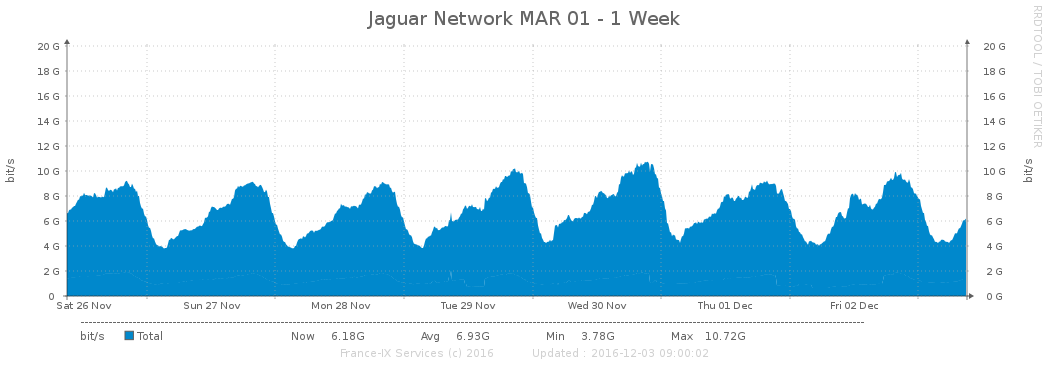 Jaguar Network MAR 01 - 1 Week
RRDTOOL / TOBI OETIKER
bit/s
20 G 20 G
18 G 18 G
16 G 16 G
14 G 14 G
12 G 12 G
10 G 10 G
8 G 8 G
6 G 6 G
4 G 4 G
2 G 2 G
0 0 G
bit/s
Sat 26 Nov Sun 27 Nov Mon 28 Nov Tue 29 Nov Wed 30 Nov Thu 01 Dec Fri 02 Dec
bit/s Total Now 6.18G Avg 6.93G Min 3.78G Max 10.72G
France-IX Services (c) 2016 Updated : 2016-12-03 09:00:02